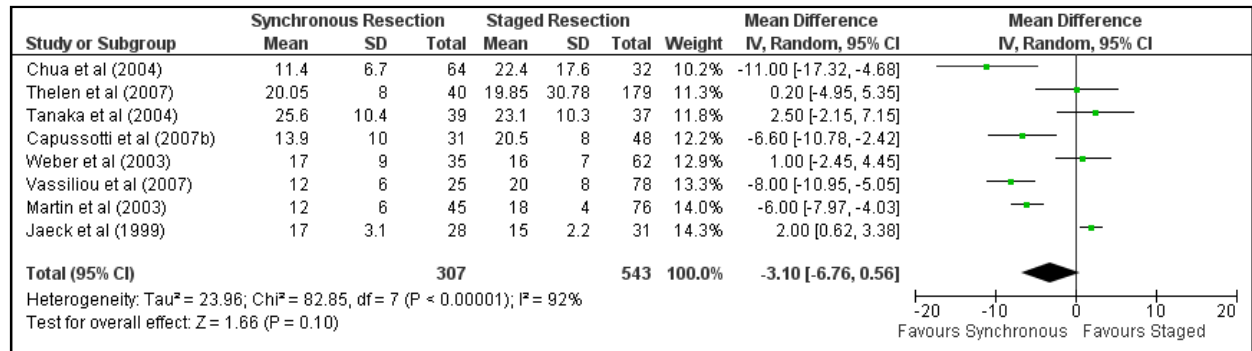 Synchronous Resection Staged Resection Mean Difference Mean Difference
Study or Subgroup Mean SD Total Mean SD Total Weight IV, Random, 95% CI IV, Random, 95% CI
Chua et al (2004) 11.4 6.7 64 22.4 17.6 32 10.2% -11.00 [-17.32, -4.68]
Thelen et al (2007) 20.05 8 40 19.85 30.78 179 11.3% 0.20 [-4.95, 5.35]
Tanaka et al (2004) 25.6 10.4 39 23.1 10.3 37 11.8% 2.50 [-2.15, 7.15]
Capussotti et al (2007b) 13.9 10 31 20.5 8 48 12.2% -6.60 [-10.78, -2.42]
Weber et al (2003) 17 9 35 16 7 62 12.9% 1.00 [-2.45, 4.45]
Vassiliou et al (2007) 12 6 25 20 8 78 13.3% -8.00 [-10.95, -5.05]
Martin et al (2003) 12 6 45 18 4 76 14.0% -6.00 [-7.97, -4.03]
Jaeck et al (1999) 17 3.1 28 15 2.2 31 14.3% 2.00 [0.62, 3.38]
Total (95% CI) 307 543 100.0% -3.10 [-6.76, 0.56]
Heterogeneity: Tau² = 23.96; Chi² = 82.85, df = 7 (P < 0.00001); I² = 92%
Test for overall effect: Z = 1.66 (P = 0.10)
-20 -10 0 10 20
Favours Synchronous Favours Staged